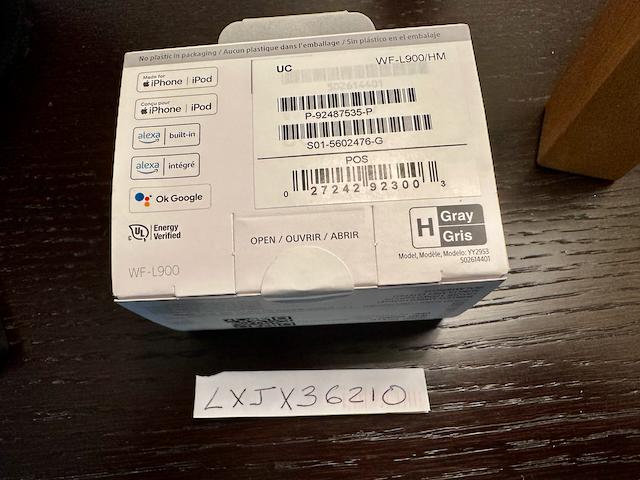 No plastic in packaging / Aucun plastique dans l'emballage / Sin plástico en el embalaje
Made for
iPhone | iPod
Conçu pour
iPhone | iPod
alexa built-in
alexa intégré
Ok Google
UL Energy Verified
WF-L900
UC WF-L900/HM
502614401
P-92487535-P
S01-5602476-G
POS
0 27242 92300 3
OPEN / OUVRIR / ABRIR
H Gray
Gris
Model, Modèle, Modelo: YY2953
502614401
LXJX36210